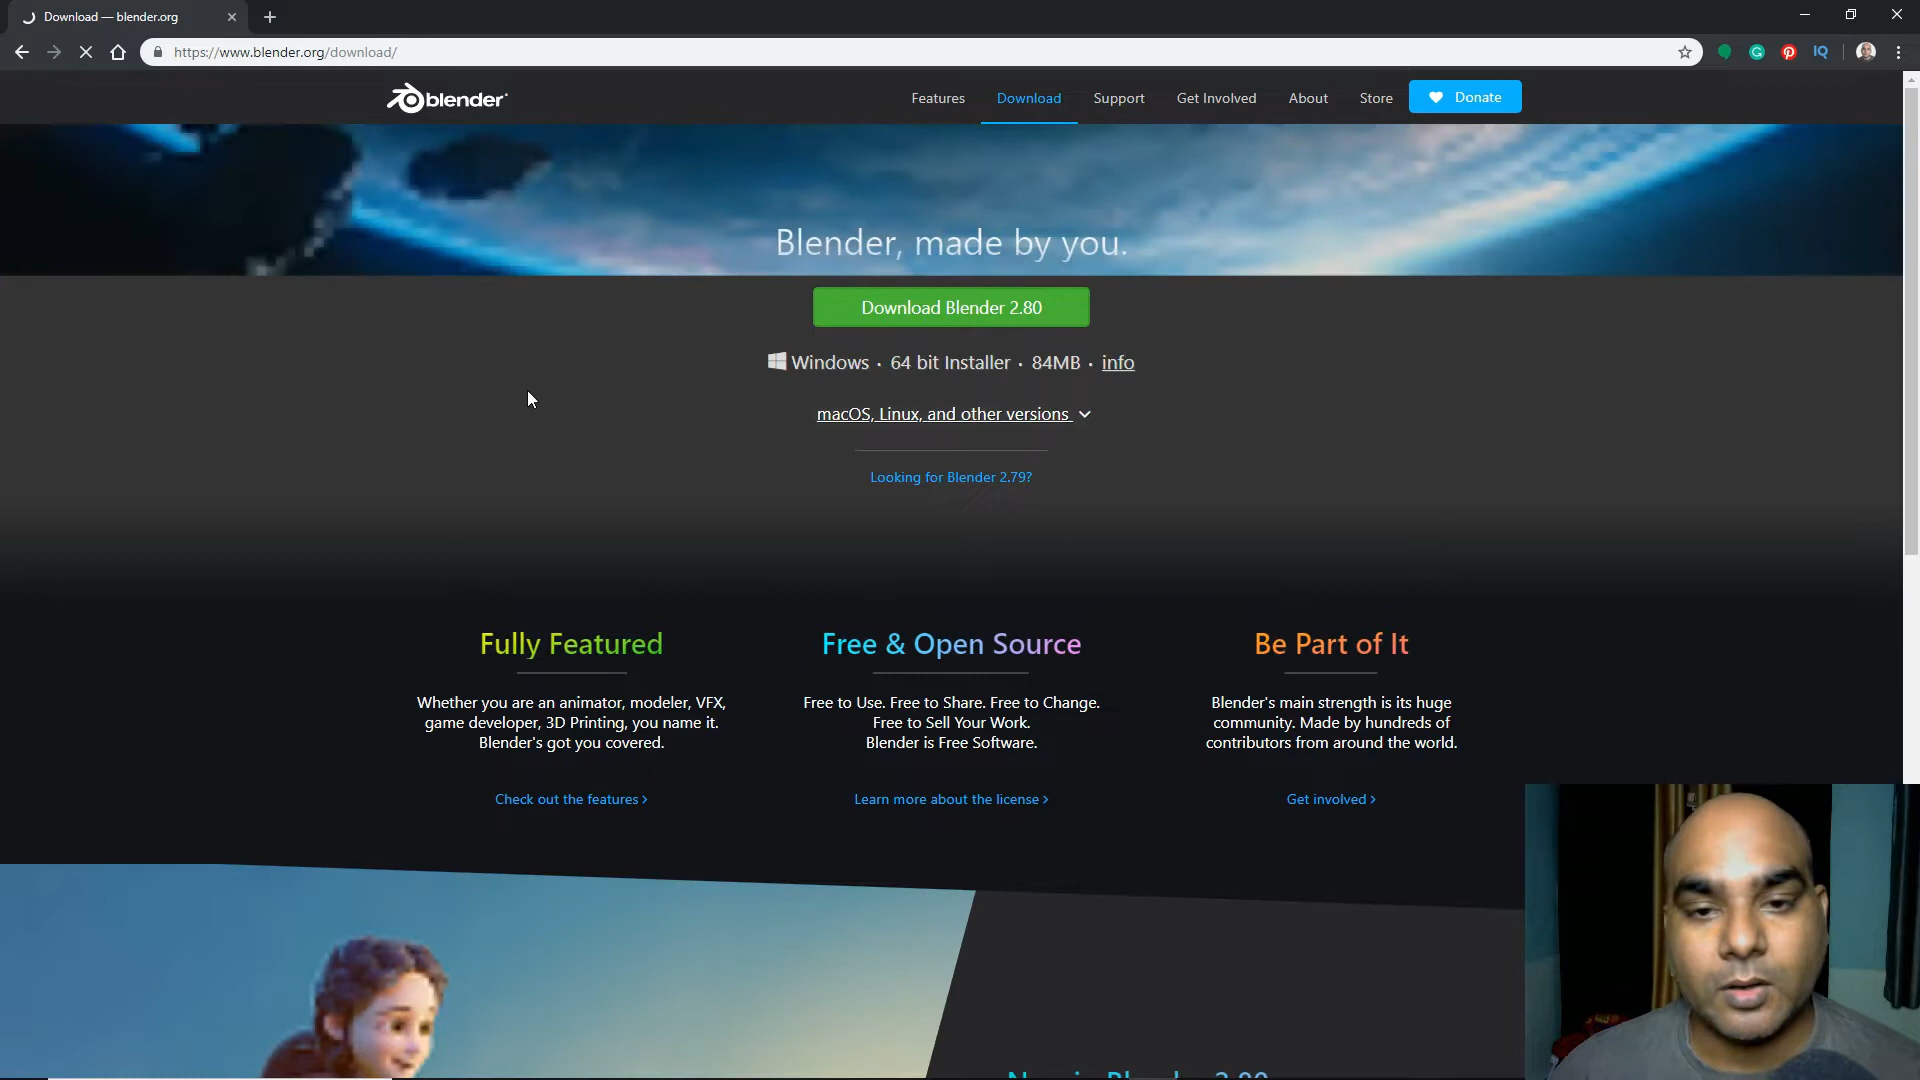 Download — blender.org
https://www.blender.org/download/
IQ
blender
Features
Download
Support
Get Involved
About
Store
Donate
Blender, made by you.
Download Blender 2.80
Windows · 64 bit Installer · 84MB · info
macOS, Linux, and other versions
Looking for Blender 2.79?
Fully Featured
Whether you are an animator, modeler, VFX,
game developer, 3D Printing, you name it.
Blender's got you covered.
Check out the features ›
Free & Open Source
Free to Use. Free to Share. Free to Change.
Free to Sell Your Work.
Blender is Free Software.
Learn more about the license ›
Be Part of It
Blender's main strength is its huge
community. Made by hundreds of
contributors from around the world.
Get involved ›